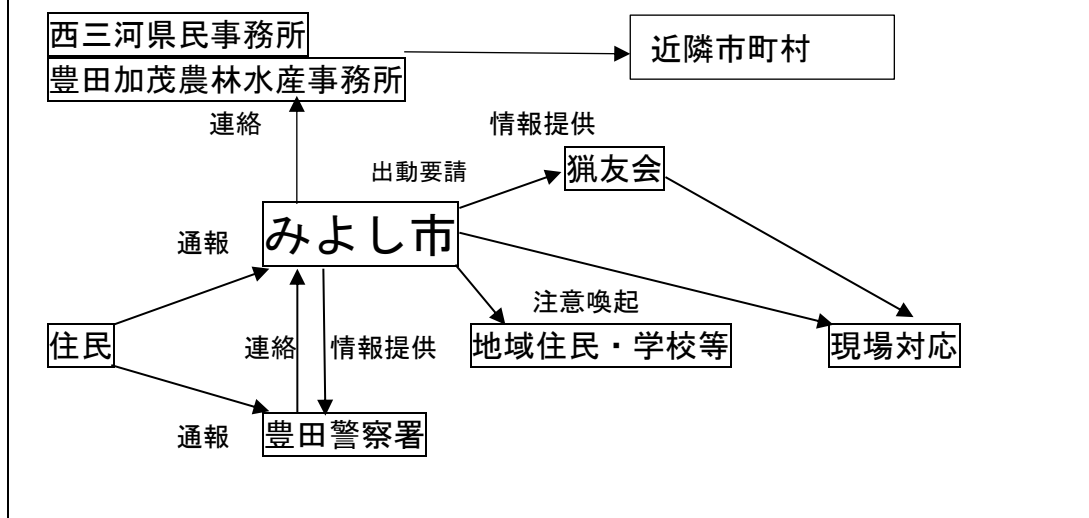 西三河県民事務所
豊田加茂農林水産事務所
近隣市町村
連絡
情報提供
出動要請
猟友会
みよし市
通報
注意喚起
住民
連絡
情報提供
地域住民・学校等
現場対応
通報
豊田警察署